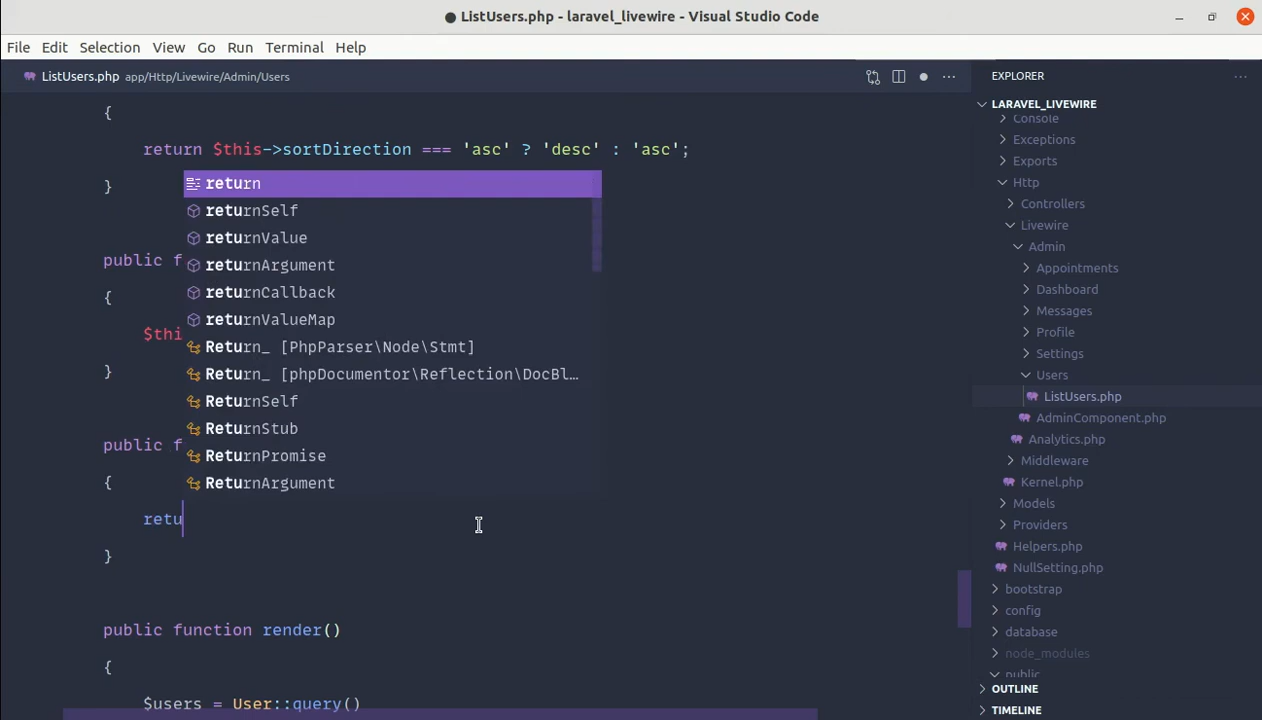 ● ListUsers.php - laravel_livewire - Visual Studio Code
File Edit Selection View Go Run Terminal Help
ListUsers.php app/Http/Livewire/Admin/Users
{
return $this->sortDirection === 'asc' ? 'desc' : 'asc';
}
return
returnSelf
returnValue
returnArgument
returnCallback
returnValueMap
Return_ [PhpParser\Node\Stmt]
Return_ [phpDocumentor\Reflection\DocBl…
ReturnSelf
ReturnStub
ReturnPromise
ReturnArgument
public f
{
$thi
}
public f
{
retu
}
public function render()
{
$users = User::query()
EXPLORER
LARAVEL_LIVEWIRE
Console
Exceptions
Exports
Http
Controllers
Livewire
Admin
Appointments
Dashboard
Messages
Profile
Settings
Users
ListUsers.php
AdminComponent.php
Analytics.php
Middleware
Kernel.php
Models
Providers
Helpers.php
NullSetting.php
bootstrap
config
database
node_modules
public
OUTLINE
TIMELINE